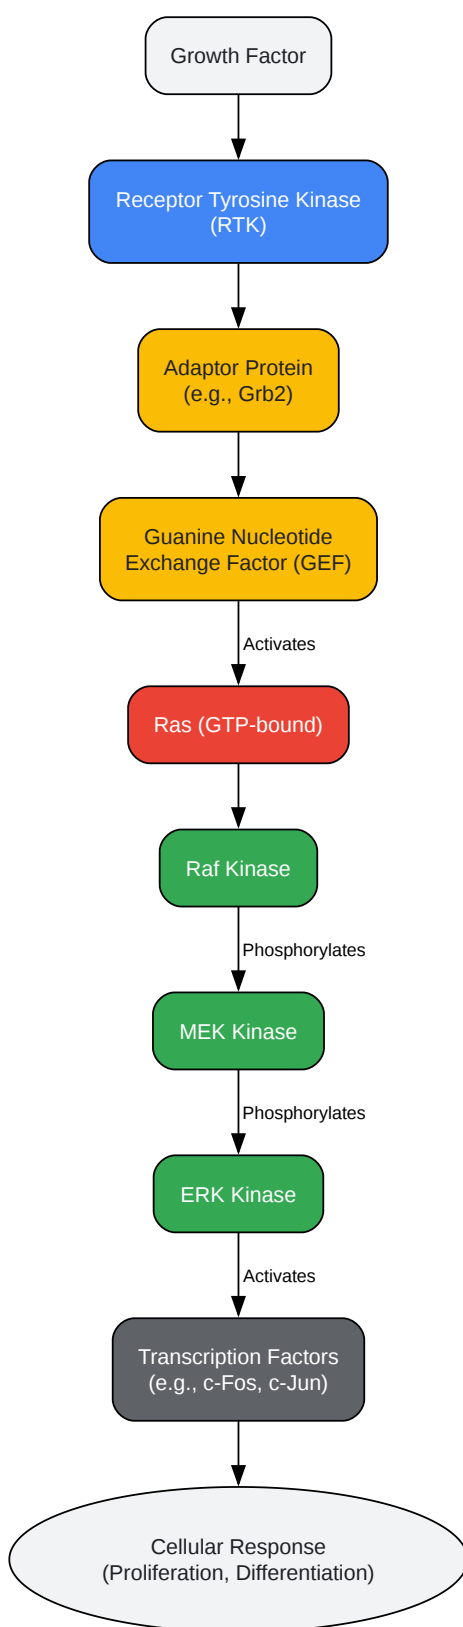 Growth Factor
Receptor Tyrosine Kinase
(RTK)
Adaptor Protein
(e.g., Grb2)
Guanine Nucleotide
Exchange Factor (GEF)
Activates
Ras (GTP-bound)
Raf Kinase
Phosphorylates
MEK Kinase
Phosphorylates
ERK Kinase
Activates
Transcription Factors
(e.g., c-Fos, c-Jun)
Cellular Response
(Proliferation, Differentiation)